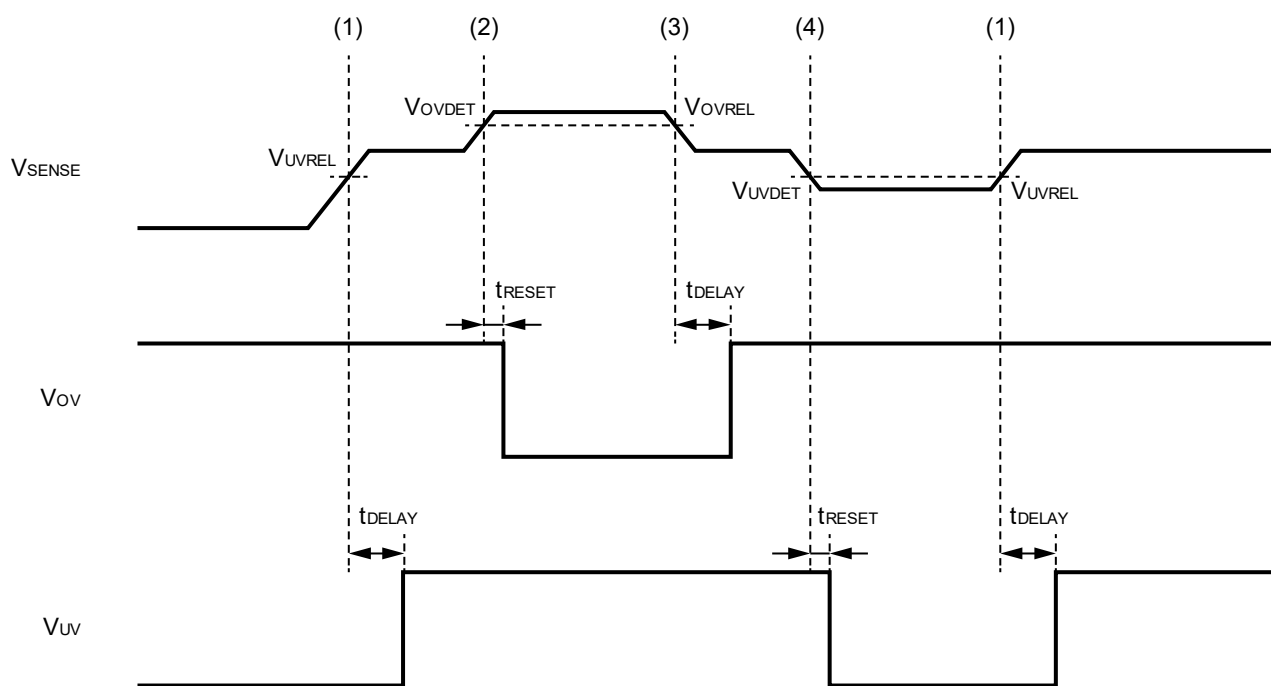 (1) (2) (3) (4) (1)
VOVDET VOVREL
VUVREL
VSENSE
VUVDET VUVREL
tRESET tDELAY
VOV
tDELAY tRESET tDELAY
VUV